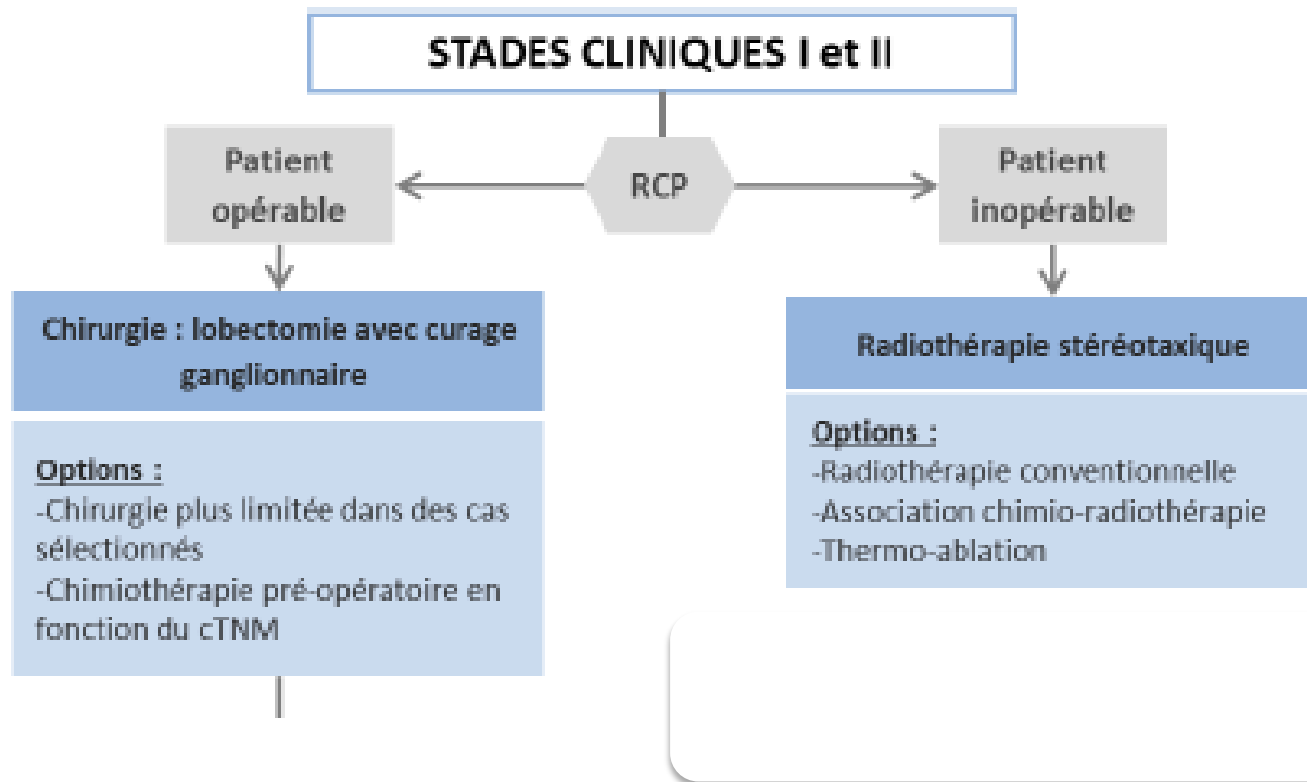 STADES CLINIQUES I et II
RCP
Patient
opérable
Patient
inopérable
Chirurgie : lobectomie avec curage
ganglionnaire
Options :
-Chirurgie plus limitée dans des cas
sélectionnés
-Chimiothérapie pré-opératoire en
fonction du cTNM
Radiothérapie stéréotaxique
Options :
-Radiothérapie conventionnelle
-Association chimio-radiothérapie
-Thermo-ablation